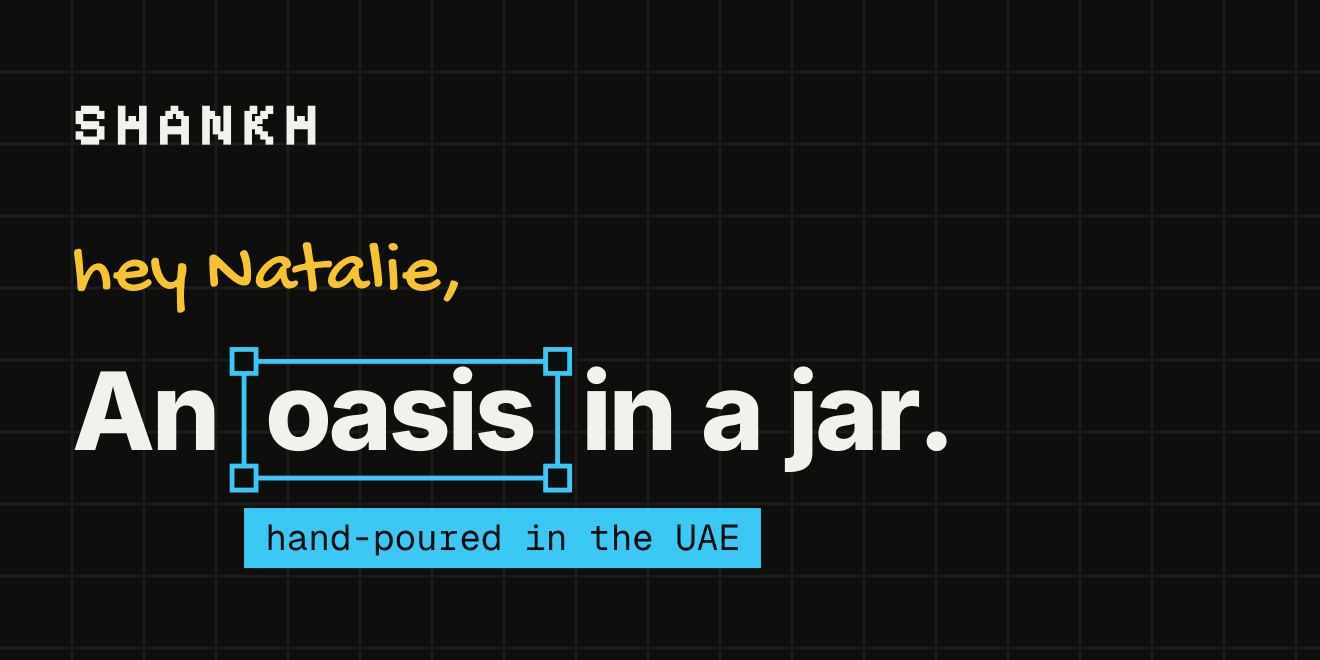 SHANKH
hey Natalie,
An oasis in a jar.
hand-poured in the UAE